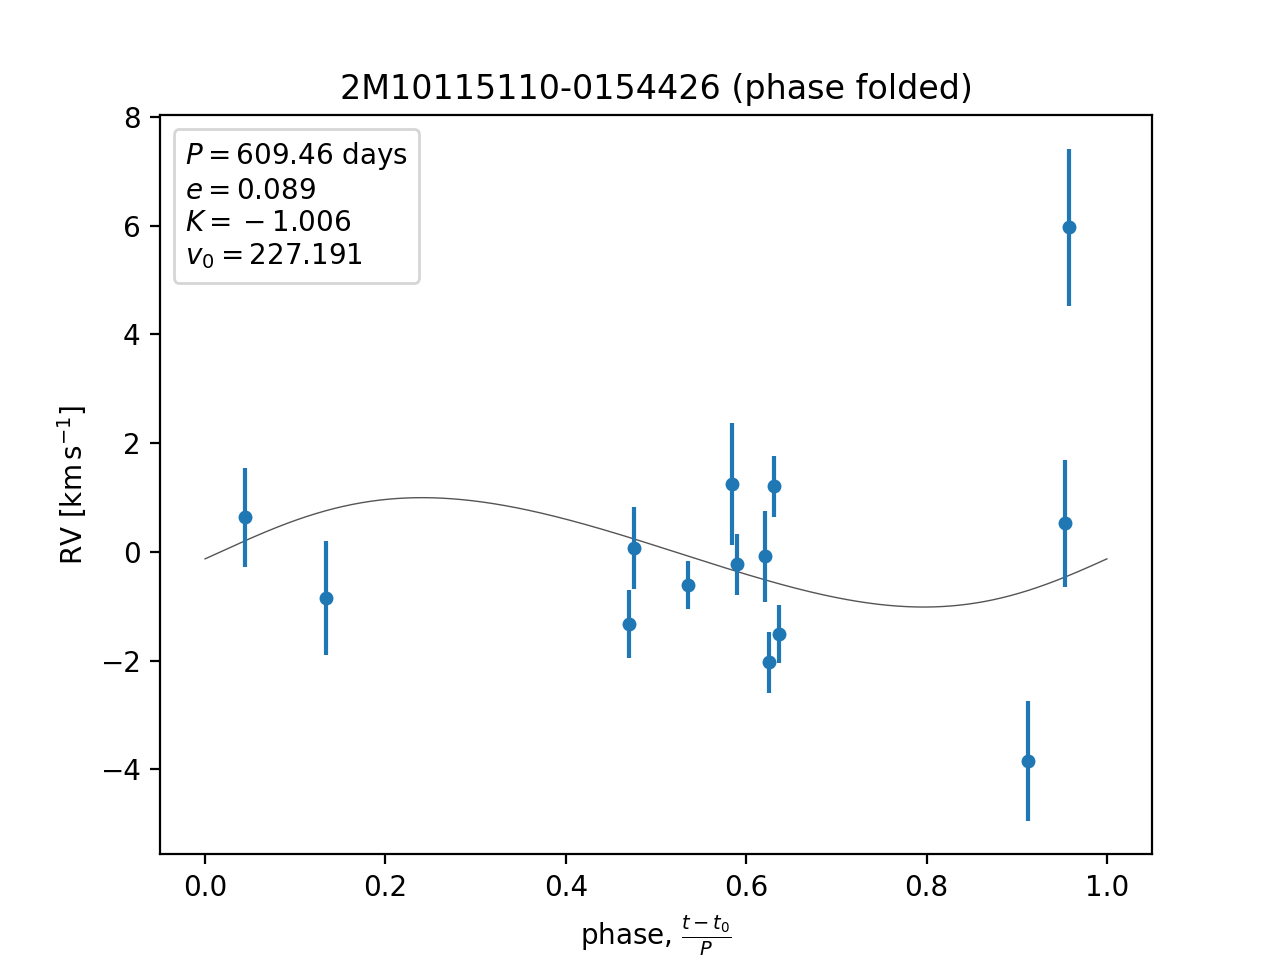 2M10115110-0154426 (phase folded)
P = 609.46 days
e = 0.089
K = −1.006
v₀ = 227.191
8
6
4
2
0
−2
−4
RV [km s⁻¹]
0.0 0.2 0.4 0.6 0.8 1.0
phase, (t − t₀)/P